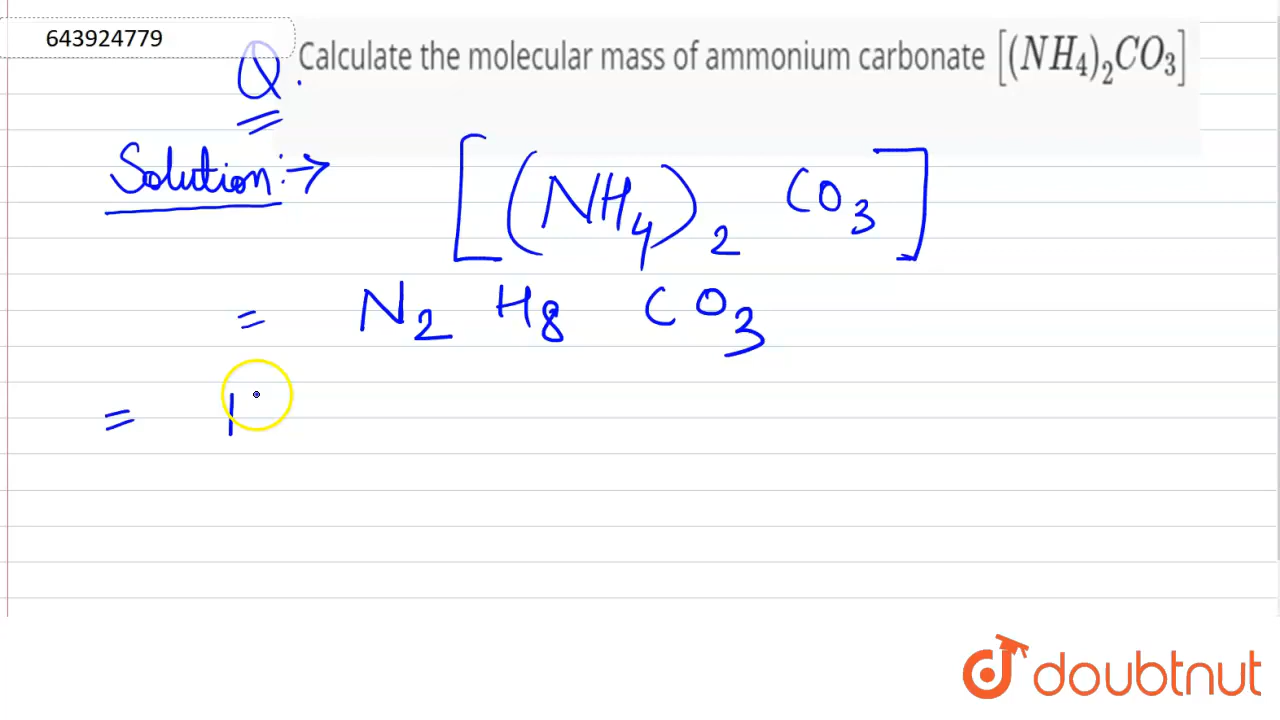 643924779
Q. Calculate the molecular mass of ammonium carbonate [(NH₄)₂CO₃]
Solution:→ [(NH₄)₂ CO₃]
= N₂ H₈ CO₃
= 1
doubtnut